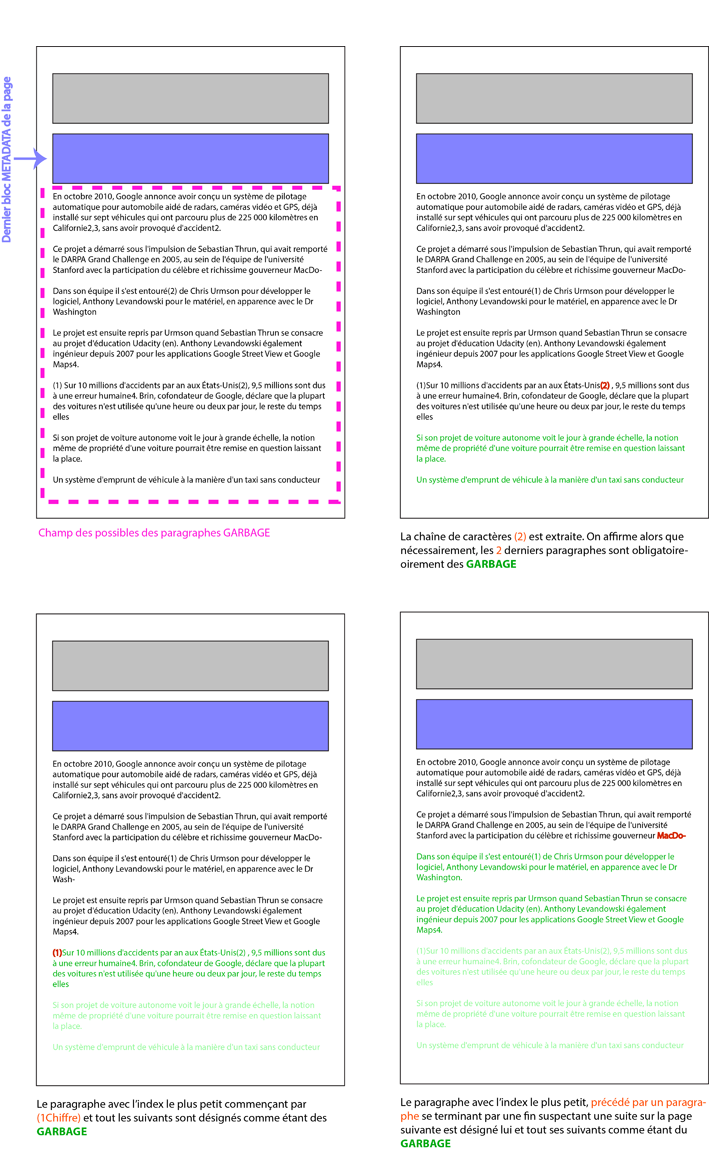 Dernier bloc METADATA de la page
En octobre 2010, Google annonce avoir conçu un système de pilotage
automatique pour automobile aidé de radars, caméras vidéo et GPS, déjà
installé sur sept véhicules qui ont parcouru plus de 225 000 kilomètres en
Californie2,3, sans avoir provoqué d'accident2.
Ce projet a démarré sous l'impulsion de Sebastian Thrun, qui avait remporté
le DARPA Grand Challenge en 2005, au sein de l'équipe de l'université
Stanford avec la participation du célèbre et richissime gouverneur MacDo-
Dans son équipe il s'est entouré(2) de Chris Urmson pour développer le
logiciel, Anthony Levandowski pour le matériel, en apparence avec le Dr
Washington
Le projet est ensuite repris par Urmson quand Sebastian Thrun se consacre
au projet d'éducation Udacity (en). Anthony Levandowski également
ingénieur depuis 2007 pour les applications Google Street View et Google
Maps4.
(1) Sur 10 millions d'accidents par an aux États-Unis(2), 9,5 millions sont dus
à une erreur humaine4. Brin, cofondateur de Google, déclare que la plupart
des voitures n'est utilisée qu'une heure ou deux par jour, le reste du temps
elles
Si son projet de voiture autonome voit le jour à grande échelle, la notion
même de propriété d'une voiture pourrait être remise en question laissant
la place.
Un système d'emprunt de véhicule à la manière d'un taxi sans conducteur
Champ des possibles des paragraphes GARBAGE
En octobre 2010, Google annonce avoir conçu un système de pilotage
automatique pour automobile aidé de radars, caméras vidéo et GPS, déjà
installé sur sept véhicules qui ont parcouru plus de 225 000 kilomètres en
Californie2,3, sans avoir provoqué d'accident2.
Ce projet a démarré sous l'impulsion de Sebastian Thrun, qui avait remporté
le DARPA Grand Challenge en 2005, au sein de l'équipe de l'université
Stanford avec la participation du célèbre et richissime gouverneur MacDo-
Dans son équipe il s'est entouré(1) de Chris Urmson pour développer le
logiciel, Anthony Levandowski pour le matériel, en apparence avec le Dr
Washington
Le projet est ensuite repris par Urmson quand Sebastian Thrun se consacre
au projet d'éducation Udacity (en). Anthony Levandowski également
ingénieur depuis 2007 pour les applications Google Street View et Google
Maps4.
(1)Sur 10 millions d'accidents par an aux États-Unis(2) , 9,5 millions sont dus
à une erreur humaine4. Brin, cofondateur de Google, déclare que la plupart
des voitures n'est utilisée qu'une heure ou deux par jour, le reste du temps
elles
Si son projet de voiture autonome voit le jour à grande échelle, la notion
même de propriété d'une voiture pourrait être remise en question laissant
la place.
Un système d'emprunt de véhicule à la manière d'un taxi sans conducteur
La chaîne de caractères (2) est extraite. On affirme alors que
nécessairement, les 2 derniers paragraphes sont obligatoire-
oirement des GARBAGE
En octobre 2010, Google annonce avoir conçu un système de pilotage
automatique pour automobile aidé de radars, caméras vidéo et GPS, déjà
installé sur sept véhicules qui ont parcouru plus de 225 000 kilomètres en
Californie2,3, sans avoir provoqué d'accident2.
Ce projet a démarré sous l'impulsion de Sebastian Thrun, qui avait remporté
le DARPA Grand Challenge en 2005, au sein de l'équipe de l'université
Stanford avec la participation du célèbre et richissime gouverneur MacDo-
Dans son équipe il s'est entouré(1) de Chris Urmson pour développer le
logiciel, Anthony Levandowski pour le matériel, en apparence avec le Dr
Wash-
Le projet est ensuite repris par Urmson quand Sebastian Thrun se consacre
au projet d'éducation Udacity (en). Anthony Levandowski également
ingénieur depuis 2007 pour les applications Google Street View et Google
Maps4.
(1)Sur 10 millions d'accidents par an aux États-Unis(2) , 9,5 millions sont dus
à une erreur humaine4. Brin, cofondateur de Google, déclare que la plupart
des voitures n'est utilisée qu'une heure ou deux par jour, le reste du temps
elles
Si son projet de voiture autonome voit le jour à grande échelle, la notion
même de propriété d'une voiture pourrait être remise en question laissant
la place.
Un système d'emprunt de véhicule à la manière d'un taxi sans conducteur
Le paragraphe avec l'index le plus petit commençant par
(1Chiffre) et tout les suivants sont désignés comme étant des
GARBAGE
En octobre 2010, Google annonce avoir conçu un système de pilotage
automatique pour automobile aidé de radars, caméras vidéo et GPS, déjà
installé sur sept véhicules qui ont parcouru plus de 225 000 kilomètres en
Californie2,3, sans avoir provoqué d'accident2.
Ce projet a démarré sous l'impulsion de Sebastian Thrun, qui avait remporté
le DARPA Grand Challenge en 2005, au sein de l'équipe de l'université
Stanford avec la participation du célèbre et richissime gouverneur MacDo-
Dans son équipe il s'est entouré(1) de Chris Urmson pour développer le
logiciel, Anthony Levandowski pour le matériel, en apparence avec le Dr
Washington.
Le projet est ensuite repris par Urmson quand Sebastian Thrun se consacre
au projet d'éducation Udacity (en). Anthony Levandowski également
ingénieur depuis 2007 pour les applications Google Street View et Google
Maps4.
(1)Sur 10 millions d'accidents par an aux États-Unis(2), 9,5 millions sont dus
à une erreur humaine4. Brin, cofondateur de Google, déclare que la plupart
des voitures n'est utilisée qu'une heure ou deux par jour, le reste du temps
elles
Si son projet de voiture autonome voit le jour à grande échelle, la notion
même de propriété d'une voiture pourrait être remise en question laissant
la place.
Un système d'emprunt de véhicule à la manière d'un taxi sans conducteur
Le paragraphe avec l'index le plus petit, précédé par un paragra-
phe se terminant par une fin suspectant une suite sur la page
suivante est désigné lui et tout ses suivants comme étant du
GARBAGE